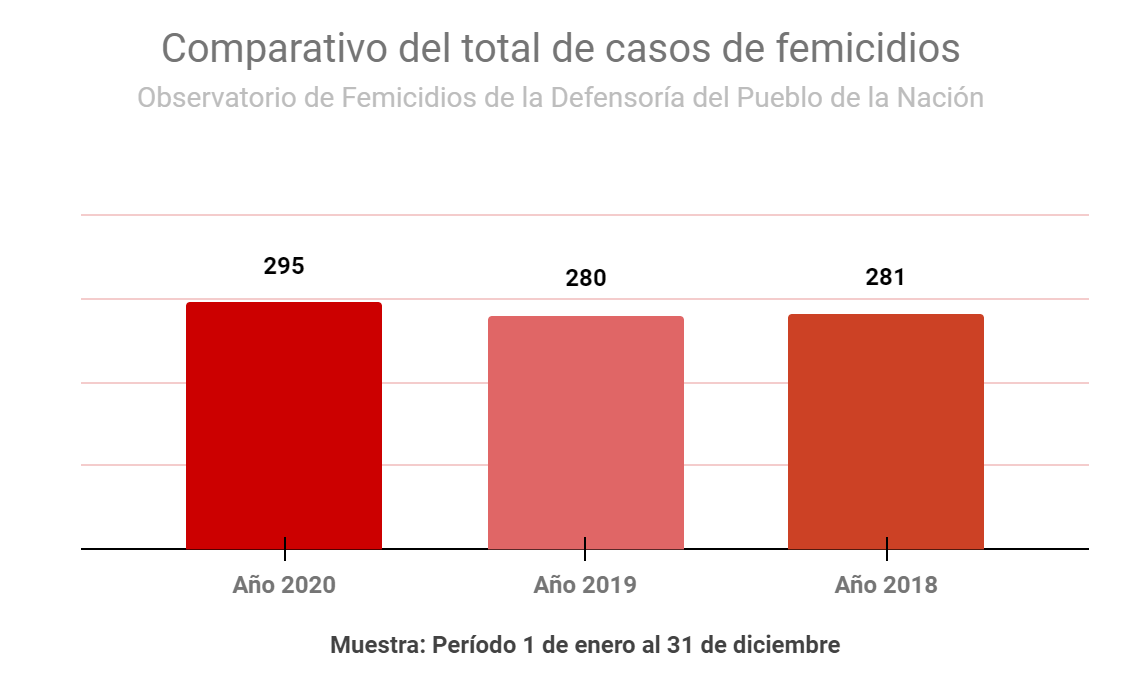 Comparativo del total de casos de femicidios
Observatorio de Femicidios de la Defensoría del Pueblo de la Nación
295
280
281
Año 2020
Año 2019
Año 2018
Muestra: Período 1 de enero al 31 de diciembre